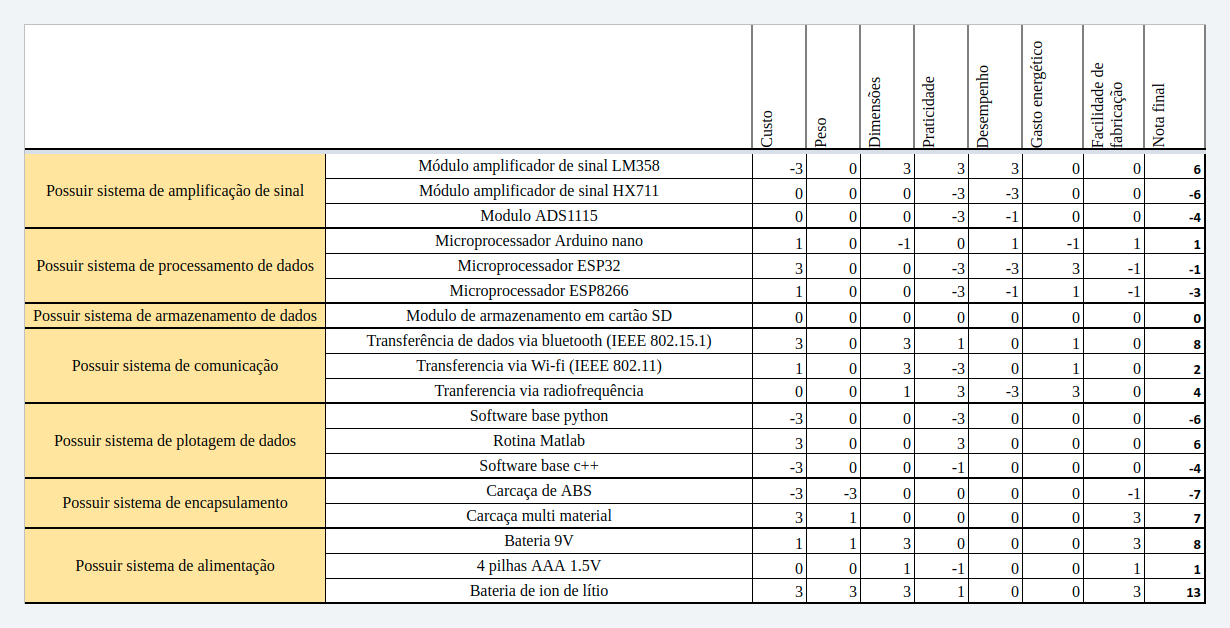 Custo Peso Dimensões Praticidade Desempenho Gasto energético Facilidade de fabricação Nota final
Possuir sistema de amplificação de sinal
Módulo amplificador de sinal LM358 -3 0 3 3 3 0 0 6
Módulo amplificador de sinal HX711 0 0 0 -3 -3 0 0 -6
Modulo ADS1115 0 0 0 -3 -1 0 0 -4
Possuir sistema de processamento de dados
Microprocessador Arduino nano 1 0 -1 0 1 -1 1 1
Microprocessador ESP32 3 0 0 -3 -3 3 -1 -1
Microprocessador ESP8266 1 0 0 -3 -1 1 -1 -3
Possuir sistema de armazenamento de dados
Modulo de armazenamento em cartão SD 0 0 0 0 0 0 0 0
Possuir sistema de comunicação
Transferência de dados via bluetooth (IEEE 802.15.1) 3 0 3 1 0 1 0 8
Transferencia via Wi-fi (IEEE 802.11) 1 0 3 -3 0 1 0 2
Tranferencia via radiofrequência 0 0 1 3 -3 3 0 4
Possuir sistema de plotagem de dados
Software base python -3 0 0 -3 0 0 0 -6
Rotina Matlab 3 0 0 3 0 0 0 6
Software base c++ -3 0 0 -1 0 0 0 -4
Possuir sistema de encapsulamento
Carcaça de ABS -3 -3 0 0 0 0 -1 -7
Carcaça multi material 3 1 0 0 0 0 3 7
Possuir sistema de alimentação
Bateria 9V 1 1 3 0 0 0 3 8
4 pilhas AAA 1.5V 0 0 1 -1 0 0 1 1
Bateria de ion de lítio 3 3 3 1 0 0 3 13